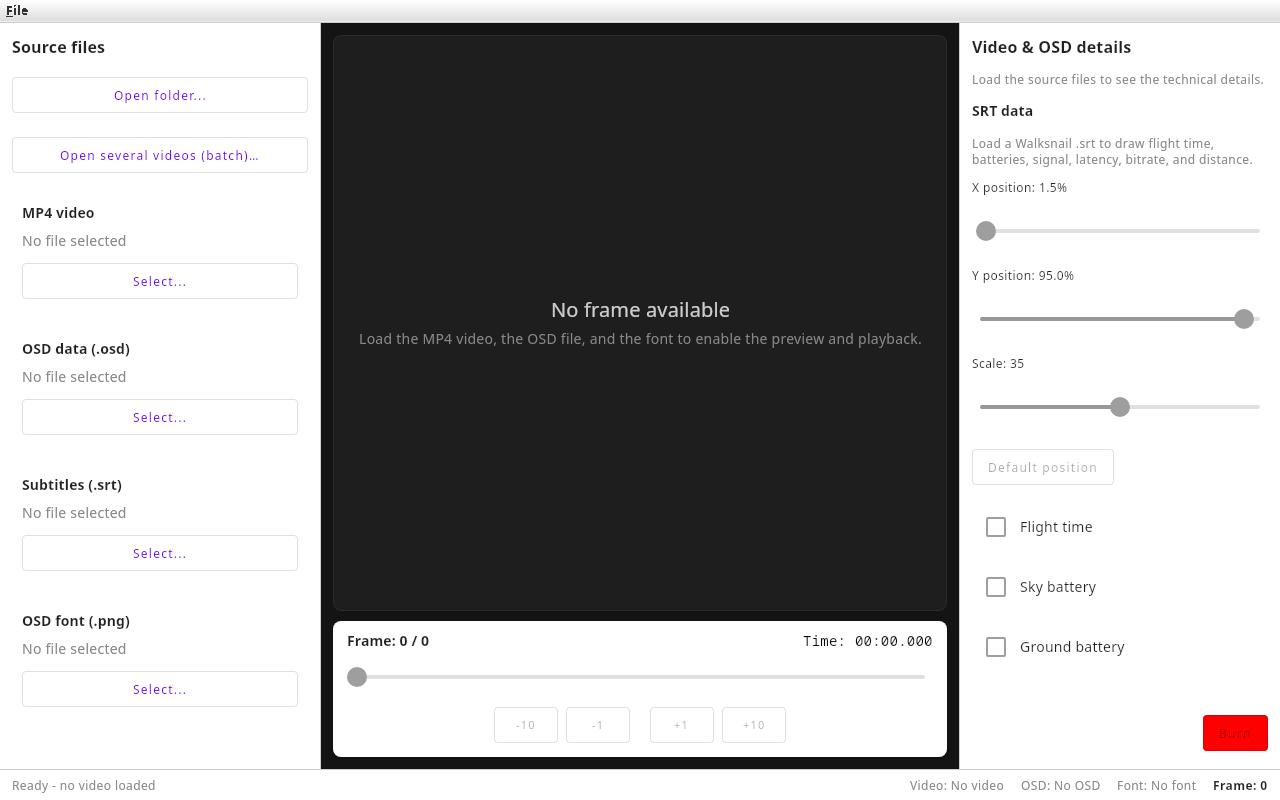 File
Source files
Open folder...
Open several videos (batch)…
MP4 video
No file selected
Select...
OSD data (.osd)
No file selected
Select...
Subtitles (.srt)
No file selected
Select...
OSD font (.png)
No file selected
Select...
No frame available
Load the MP4 video, the OSD file, and the font to enable the preview and playback.
Frame: 0 / 0
Time: 00:00.000
-10
-1
+1
+10
Video & OSD details
Load the source files to see the technical details.
SRT data
Load a Walksnail .srt to draw flight time,
batteries, signal, latency, bitrate, and distance.
X position: 1.5%
Y position: 95.0%
Scale: 35
Default position
Flight time
Sky battery
Ground battery
Burn
Ready - no video loaded
Video: No video
OSD: No OSD
Font: No font
Frame: 0